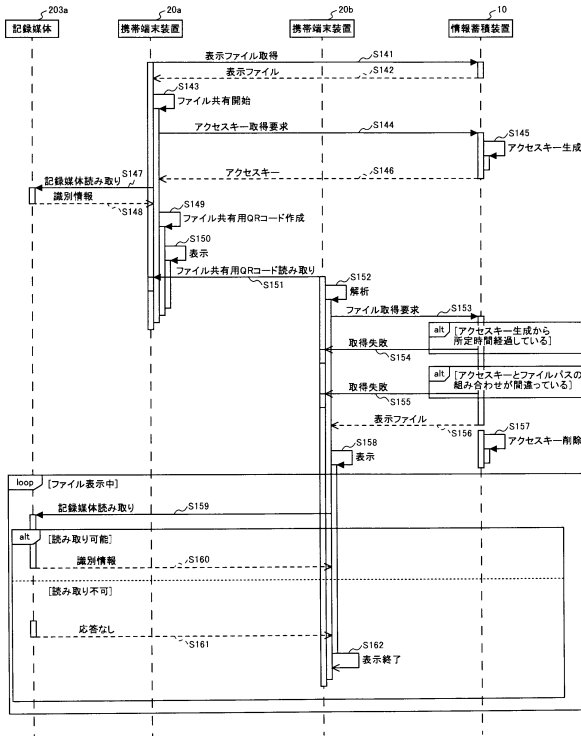 203a
20a
20b
10
記録媒体
携帯端末装置
携帯端末装置
情報蓄積装置
表示ファイル取得
S141
表示ファイル
S142
S143
ファイル共有開始
アクセスキー取得要求
S144
S145
アクセスキー生成
アクセスキー
S146
S147
記録媒体読み取り
識別情報
S148
S149
ファイル共有用QRコード作成
S150
表示
ファイル共有用QRコード読み取り
S151
S152
解析
ファイル取得要求
S153
alt
[アクセスキー生成から
所定時間経過している]
取得失敗
S154
alt
[アクセスキーとファイルパスの
組み合わせが間違っている]
取得失敗
S155
表示ファイル
S156
S157
アクセスキー削除
S158
表示
loop
[ファイル表示中]
記録媒体読み取り
S159
alt
[読み取り可能]
識別情報
S160
[読み取り不可]
応答なし
S161
S162
表示終了